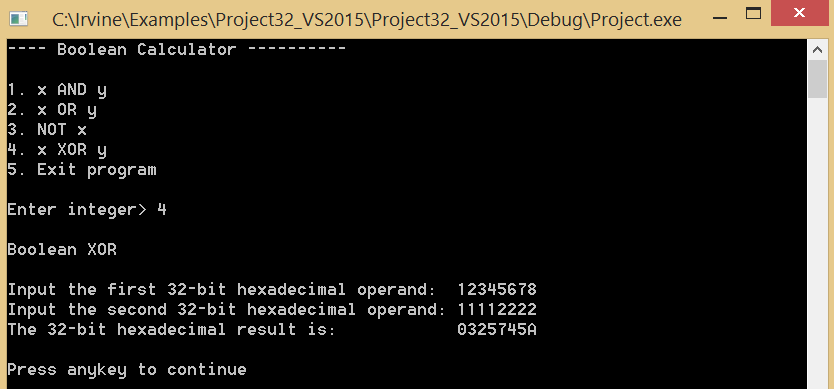 C:\Irvine\Examples\Project32_VS2015\Project32_VS2015\Debug\Project.exe
---- Boolean Calculator ----------
1. x AND y
2. x OR y
3. NOT x
4. x XOR y
5. Exit program
Enter integer> 4
Boolean XOR
Input the first 32-bit hexadecimal operand:  12345678
Input the second 32-bit hexadecimal operand: 11112222
The 32-bit hexadecimal result is:            0325745A
Press anykey to continue